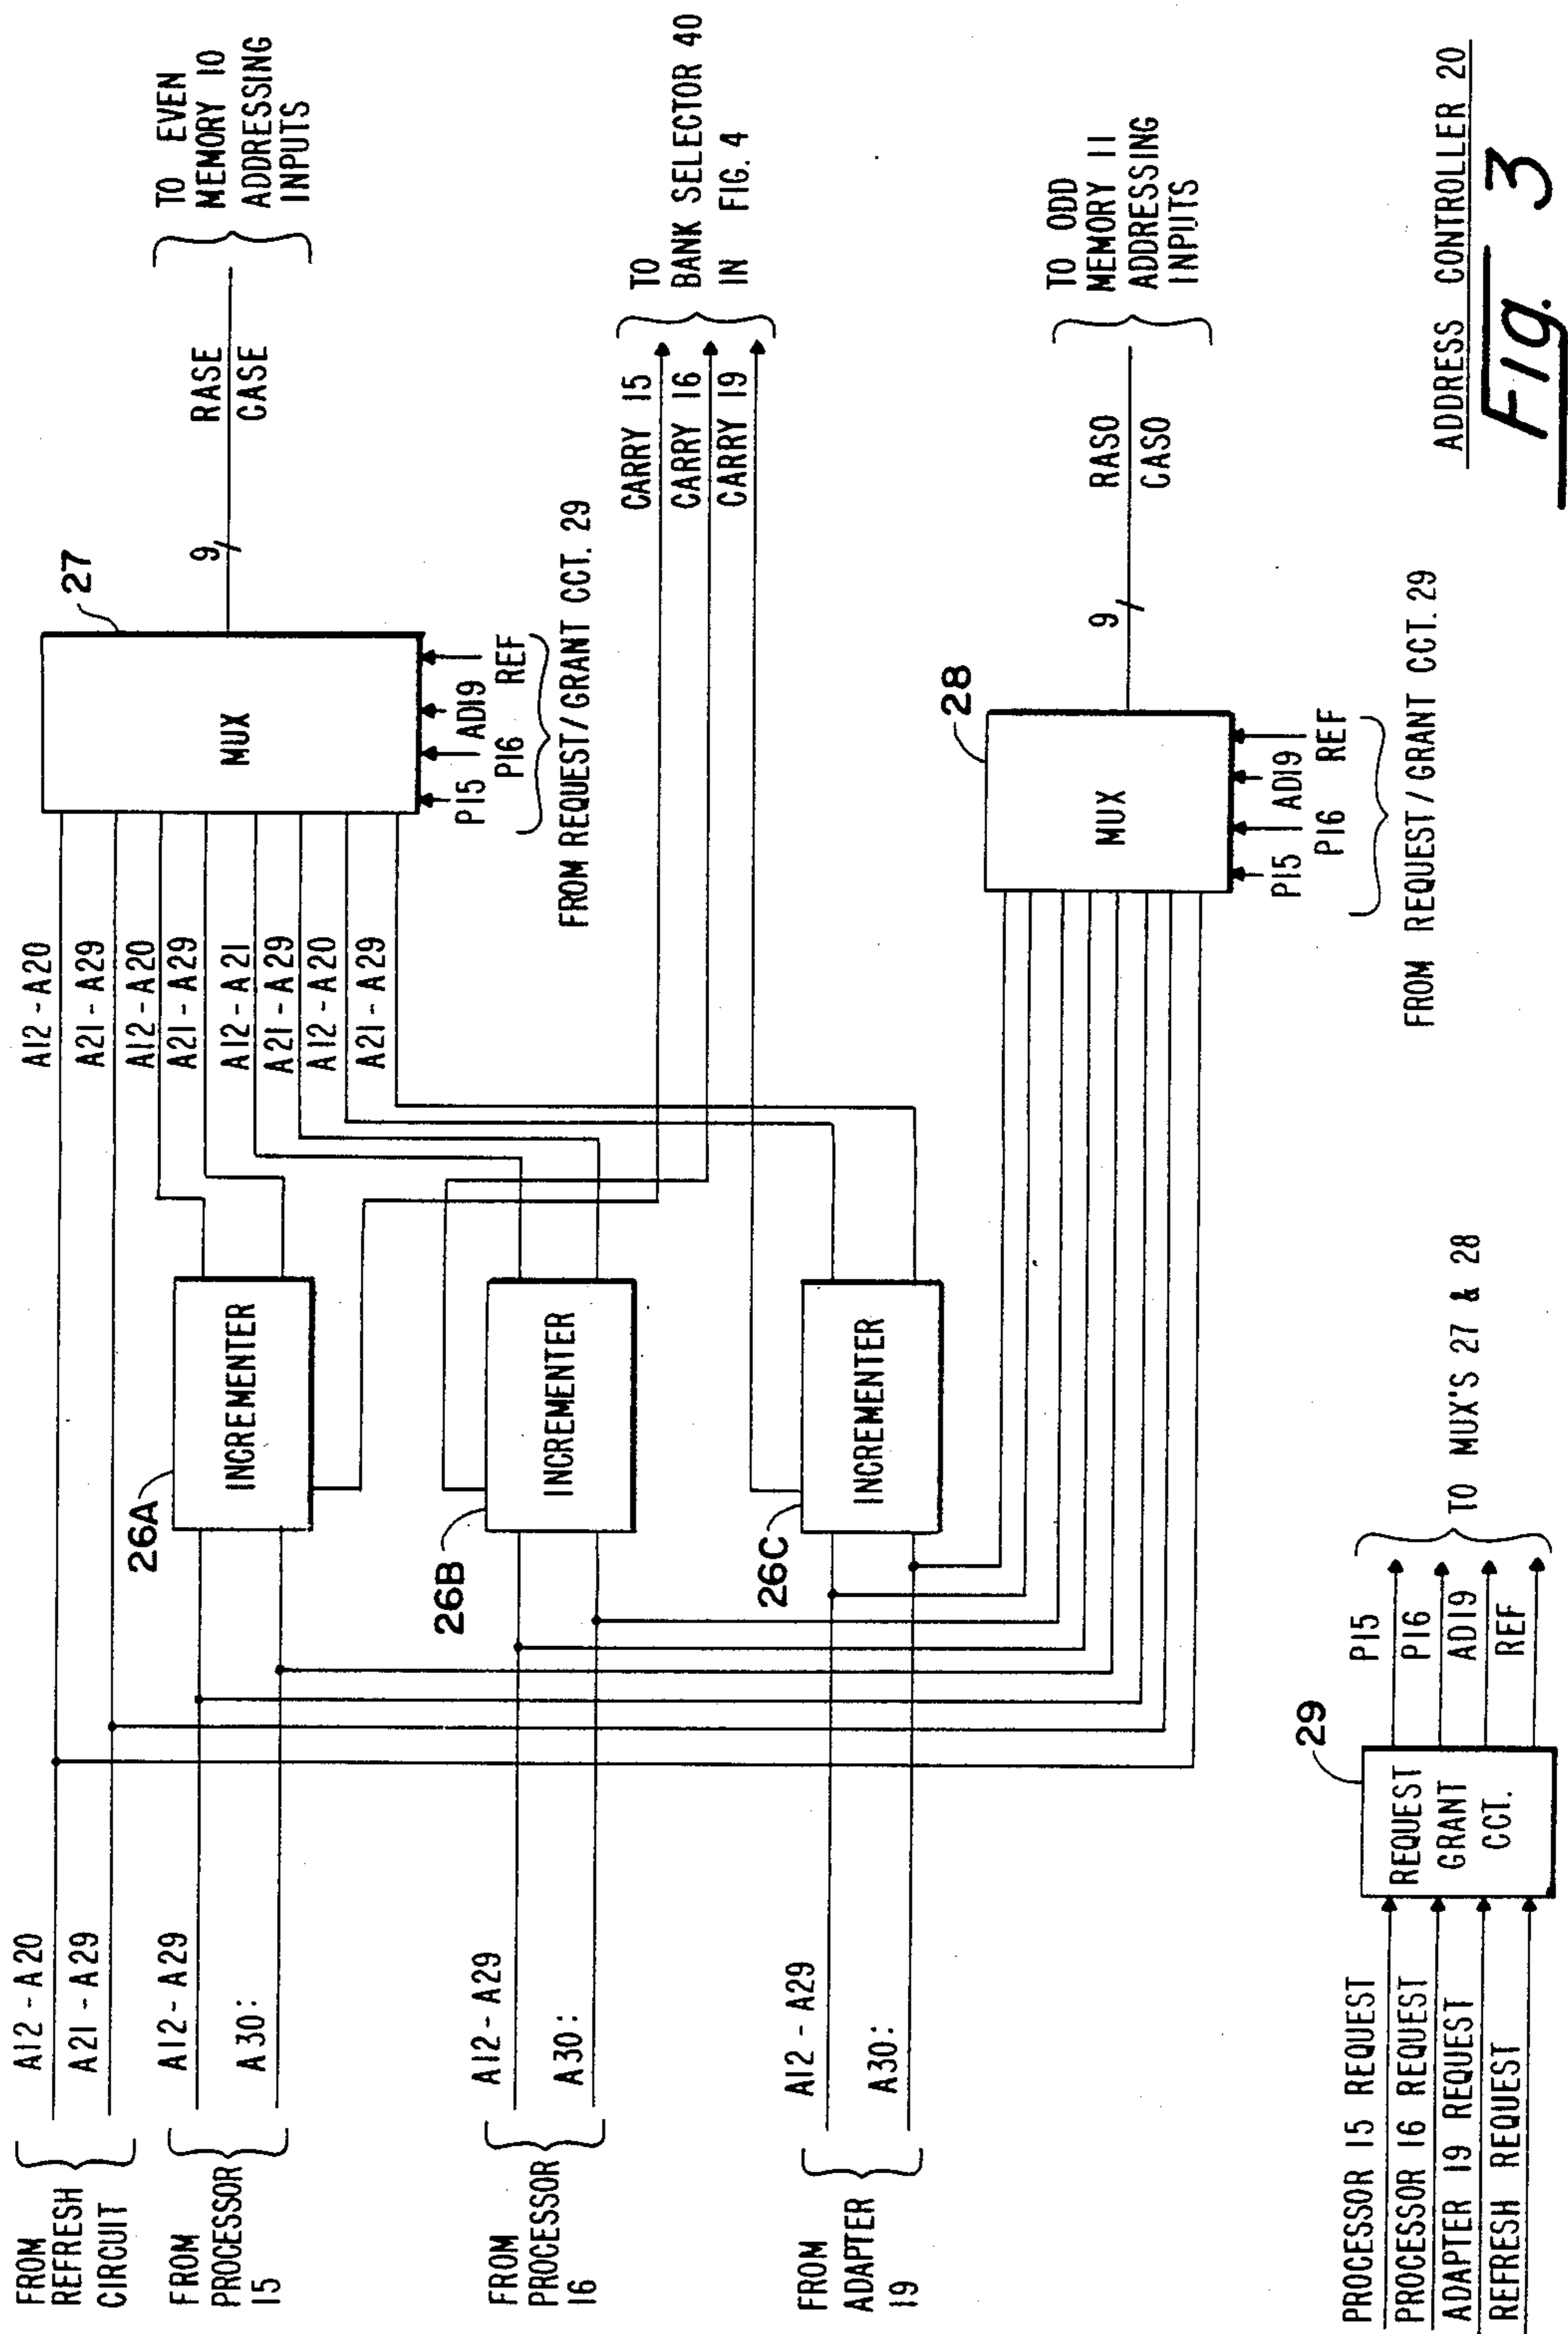 FROM
REFRESH
CIRCUIT
A12 - A20
A21 - A29
FROM
PROCESSOR
15
A12 - A29
A30:
FROM
PROCESSOR
16
A12 - A29
A30:
FROM
ADAPTER
19
A12 - A29
A30:
26A
INCREMENTER
26B
INCREMENTER
26C
INCREMENTER
A12 - A20
A21 - A29
A12 - A20
A21 - A29
A12 - A21
A21 - A29
A12 - A20
A21 - A29
27
MUX
P15
P16
AD19
REF
FROM REQUEST/GRANT CCT. 29
9
RASE
CASE
TO EVEN
MEMORY 10
ADDRESSING
INPUTS
CARRY 15
CARRY 16
CARRY 19
TO
BANK SELECTOR 40
IN FIG. 4
28
MUX
P15
P16
AD19
REF
FROM REQUEST/GRANT CCT. 29
9
RASO
CASO
TO ODD
MEMORY 11
ADDRESSING
INPUTS
PROCESSOR 15 REQUEST
PROCESSOR 16 REQUEST
ADAPTER 19 REQUEST
REFRESH REQUEST
29
REQUEST
GRANT
CCT.
P15
P16
AD19
REF
TO MUX'S 27 & 28
ADDRESS CONTROLLER 20
Fig. 3